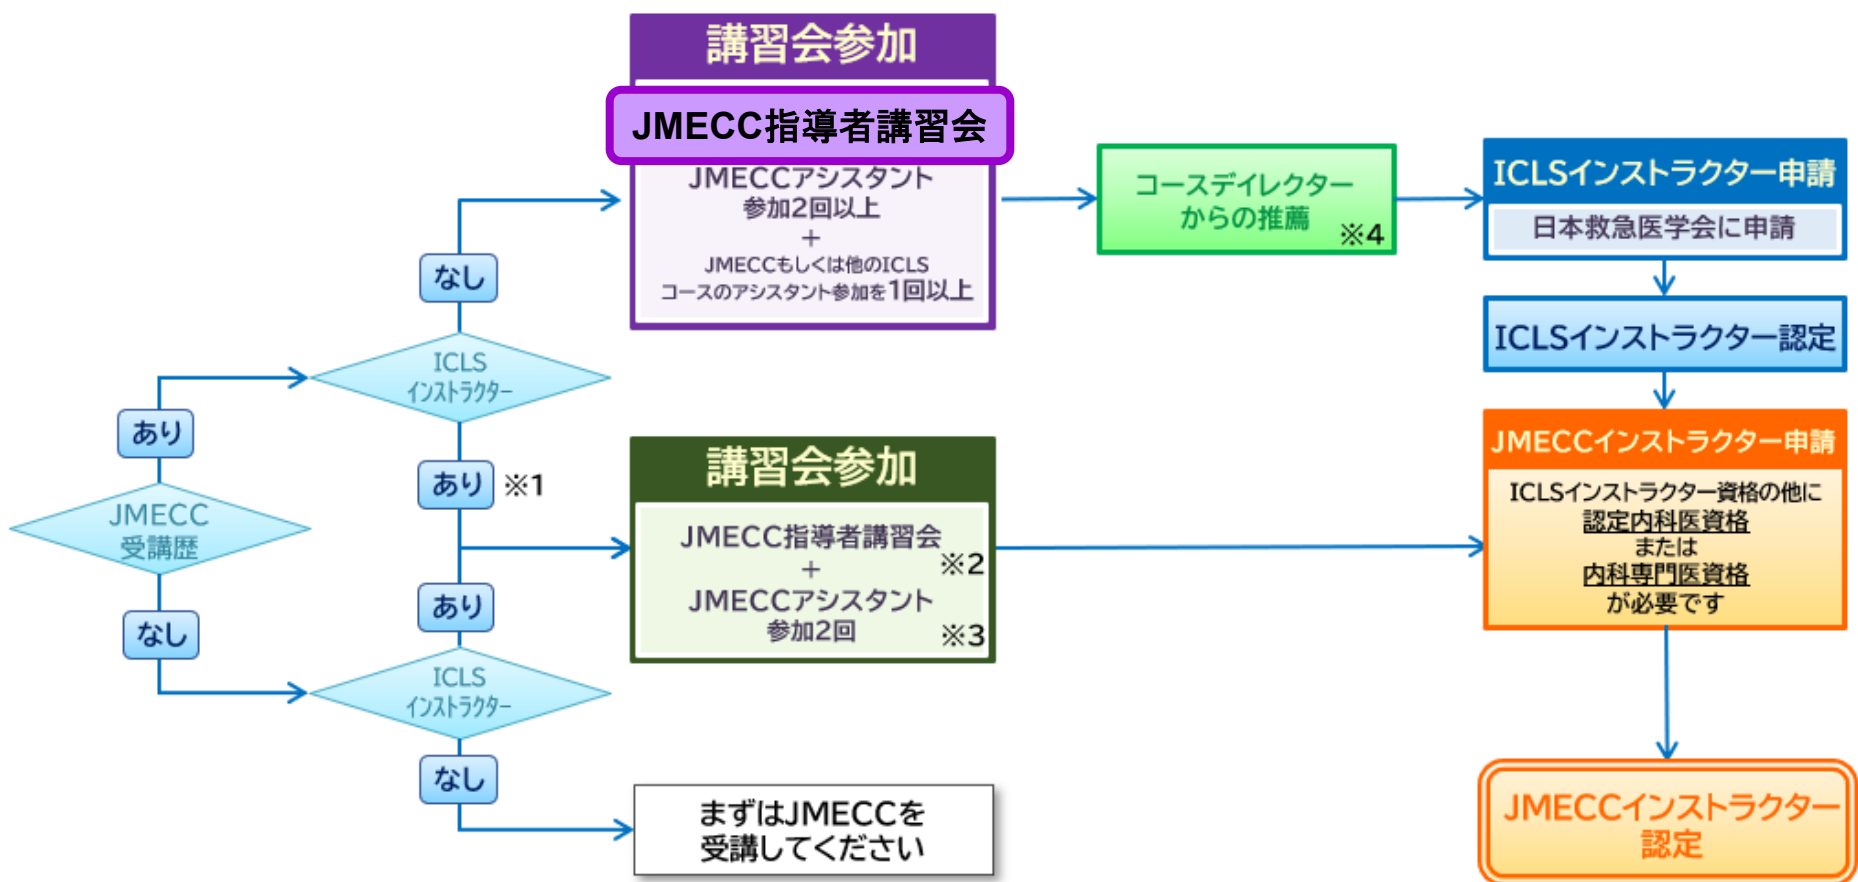 講習会参加
JMECC指導者講習会
JMECCアシスタント
参加2回以上
+
JMECCもしくは他のICLS
コースのアシスタント参加を1回以上
コースデイレクター
からの推薦
※4
ICLSインストラクター申請
日本救急医学会に申請
ICLSインストラクター認定
なし
ICLS
インストラクター
あり
あり ※1
JMECC
受講歴
講習会参加
JMECC指導者講習会
※2
+
JMECCアシスタント
参加2回
※3
JMECCインストラクター申請
ICLSインストラクター資格の他に
認定内科医資格
または
内科専門医資格
が必要です
あり
なし
ICLS
インストラクター
なし
まずはJMECCを
受講してください
JMECCインストラクター
認定